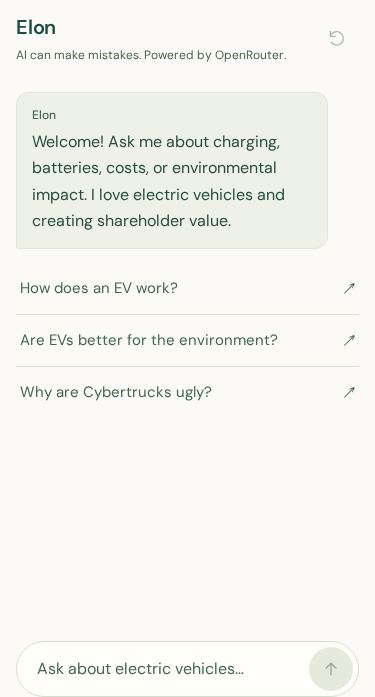 Elon
AI can make mistakes. Powered by OpenRouter.
Elon
Welcome! Ask me about charging,
batteries, costs, or environmental
impact. I love electric vehicles and
creating shareholder value.
How does an EV work?
Are EVs better for the environment?
Why are Cybertrucks ugly?
Ask about electric vehicles...